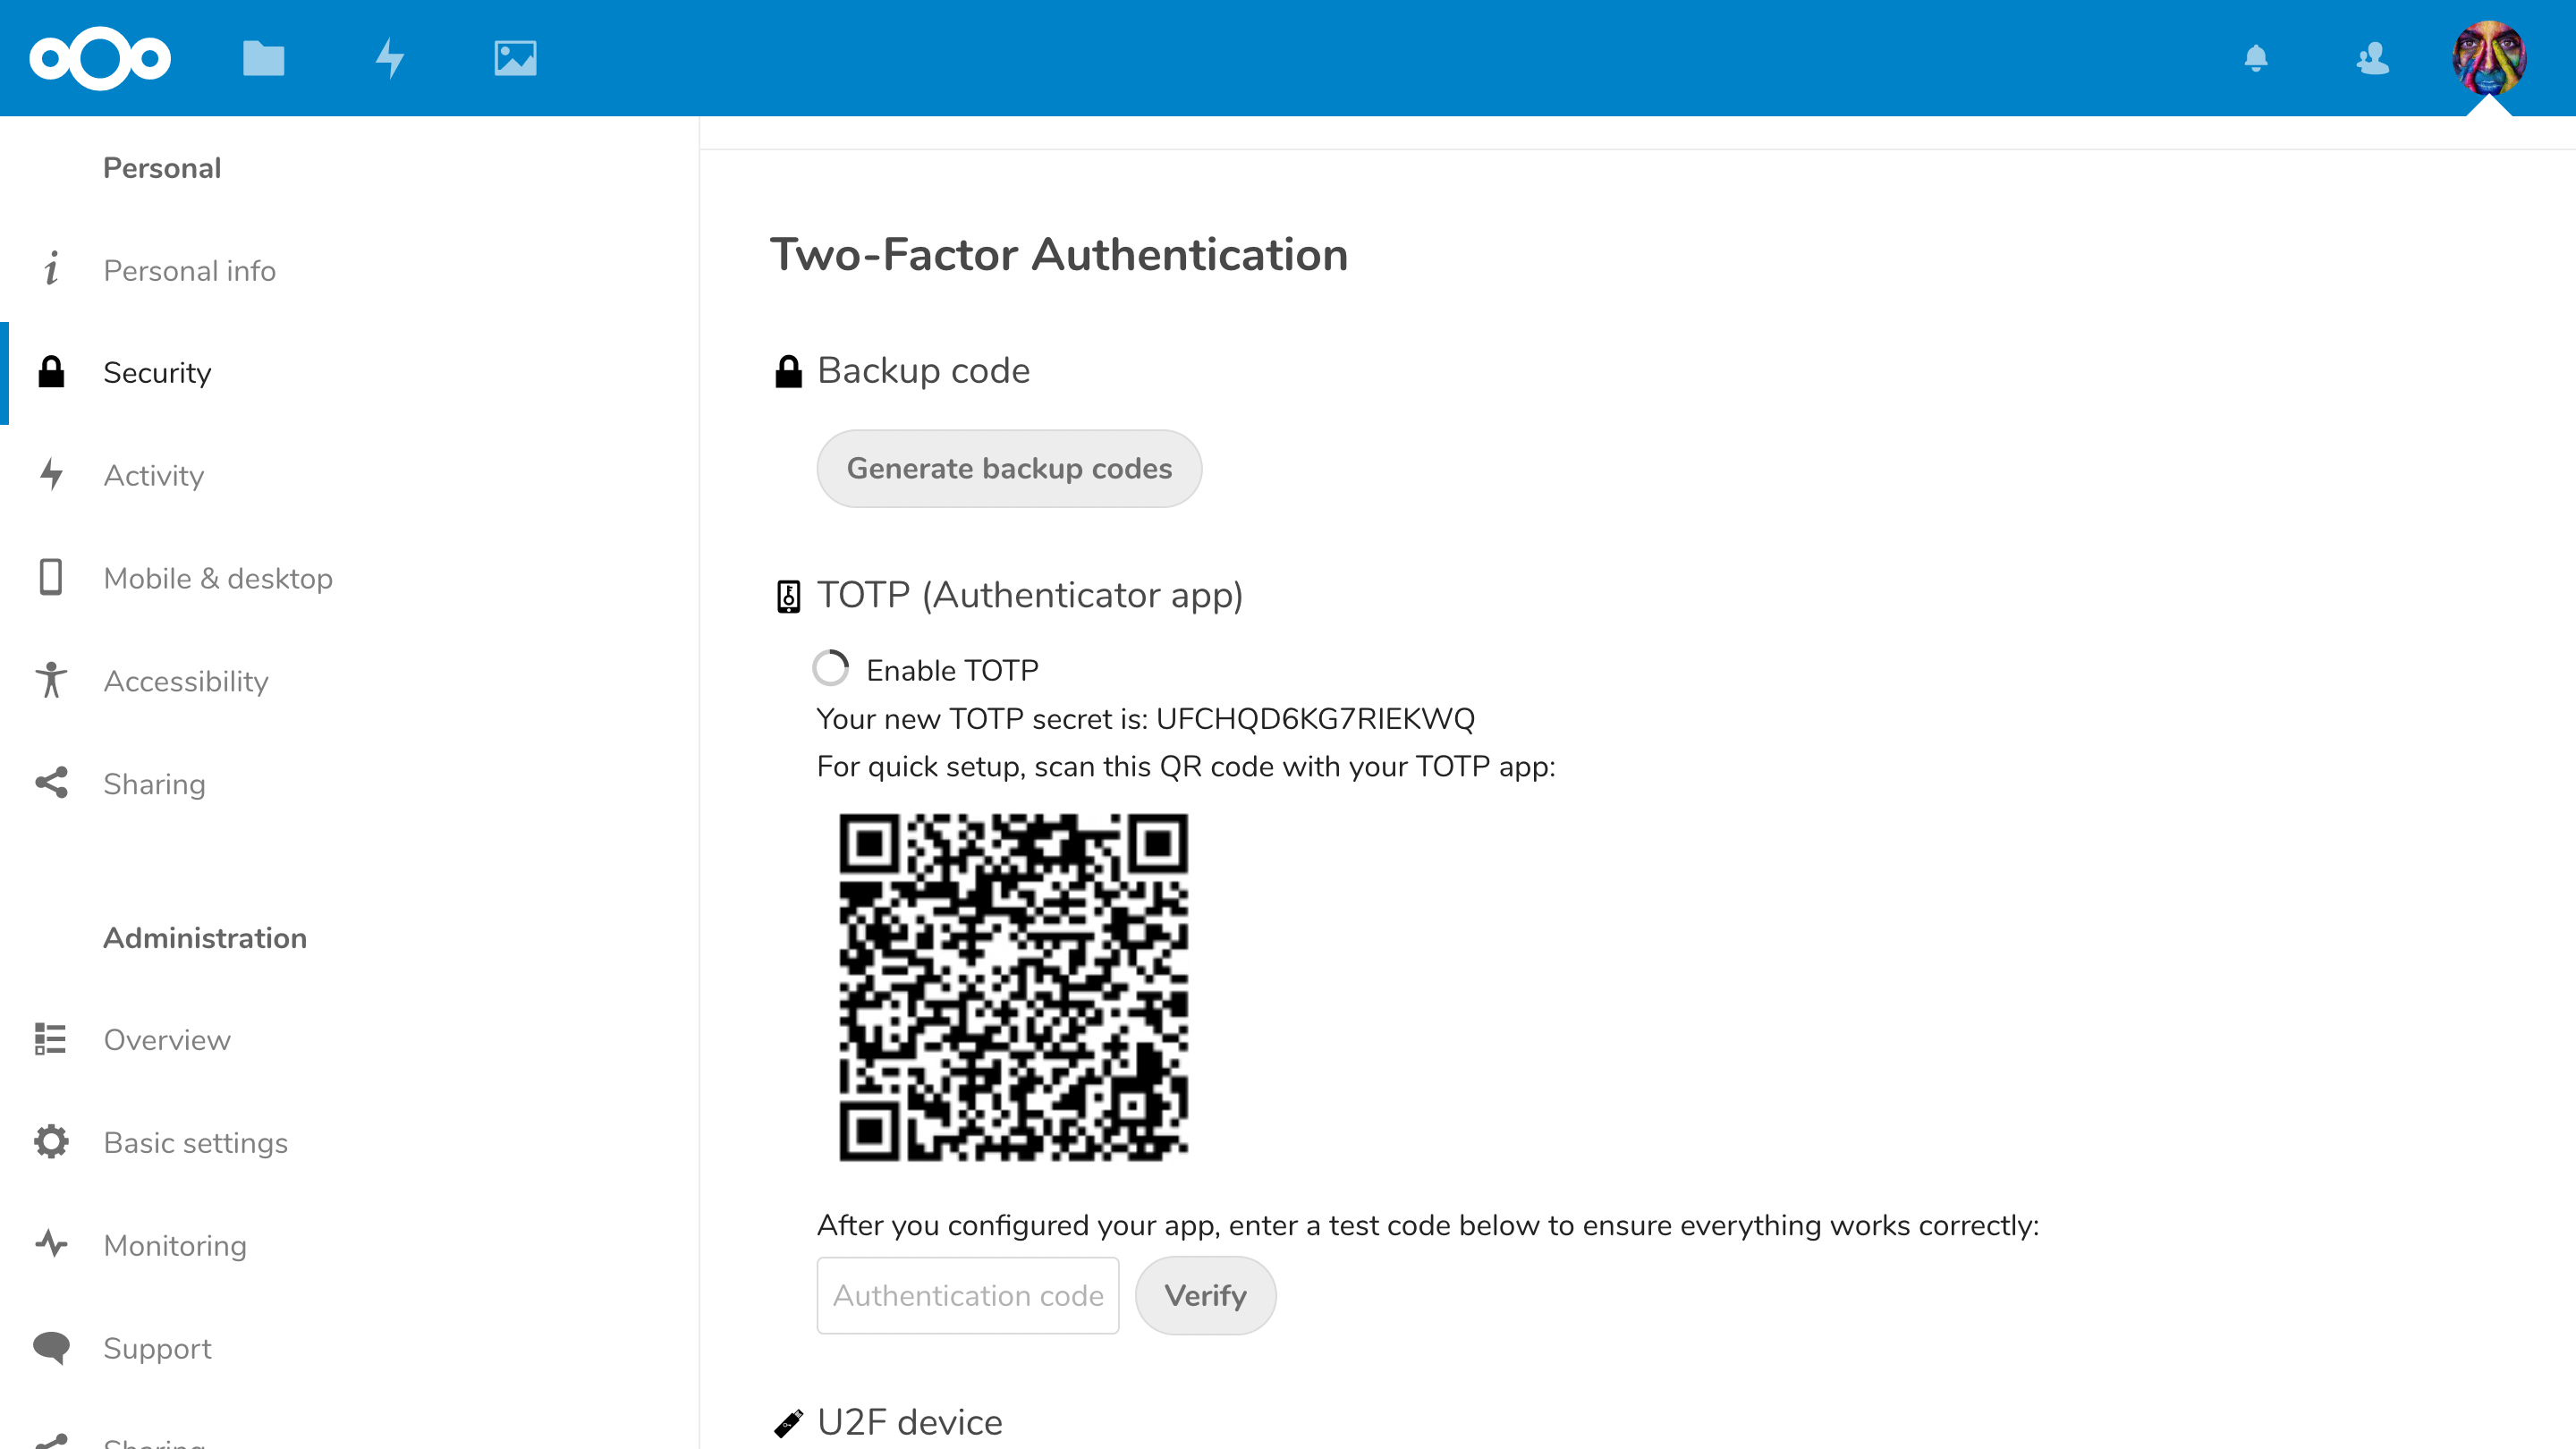 Personal
Personal info
Security
Activity
Mobile & desktop
Accessibility
Sharing
Administration
Overview
Basic settings
Monitoring
Support
Sharing
Two-Factor Authentication
Backup code
Generate backup codes
TOTP (Authenticator app)
Enable TOTP
Your new TOTP secret is: UFCHQD6KG7RIEKWQ
For quick setup, scan this QR code with your TOTP app:
After you configured your app, enter a test code below to ensure everything works correctly:
Authentication code
Verify
U2F device